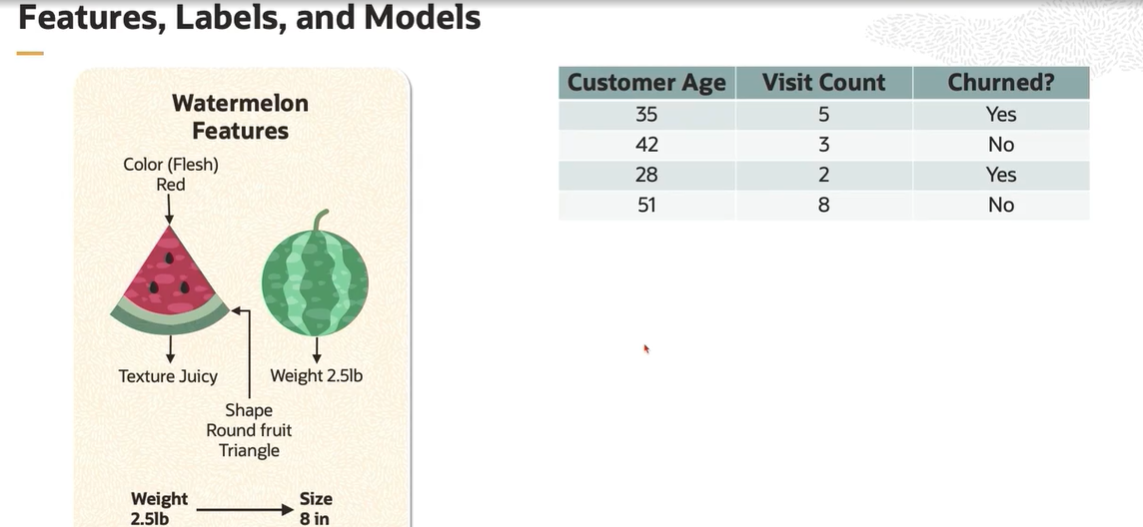 Features, Labels, and Models
Watermelon
Features
Color (Flesh)
Red
Texture Juicy
Weight 2.5lb
Shape
Round fruit
Triangle
Weight
2.5lb
Size
8 in
Customer Age Visit Count Churned?
35 5 Yes
42 3 No
28 2 Yes
51 8 No